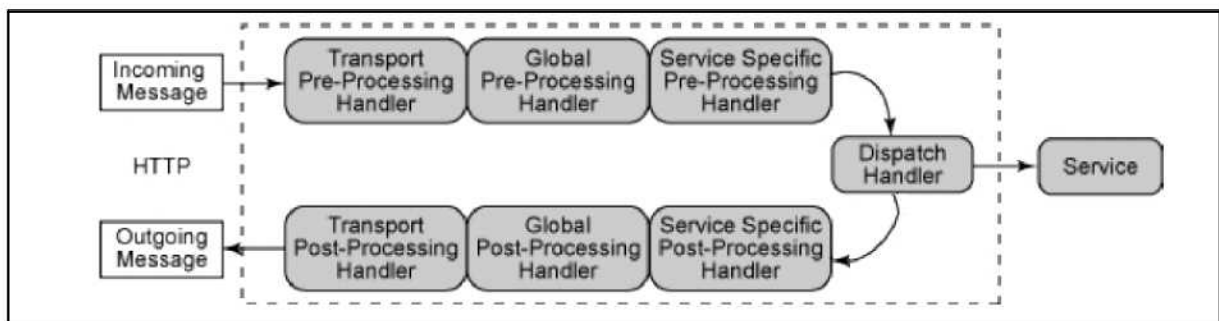 Incoming
Message
Transport
Pre-Processing
Handler
Global
Pre-Processing
Handler
Service Specific
Pre-Processing
Handler
HTTP
Dispatch
Handler
Service
Outgoing
Message
Transport
Post-Processing
Handler
Global
Post-Processing
Handler
Service Specific
Post-Processing
Handler